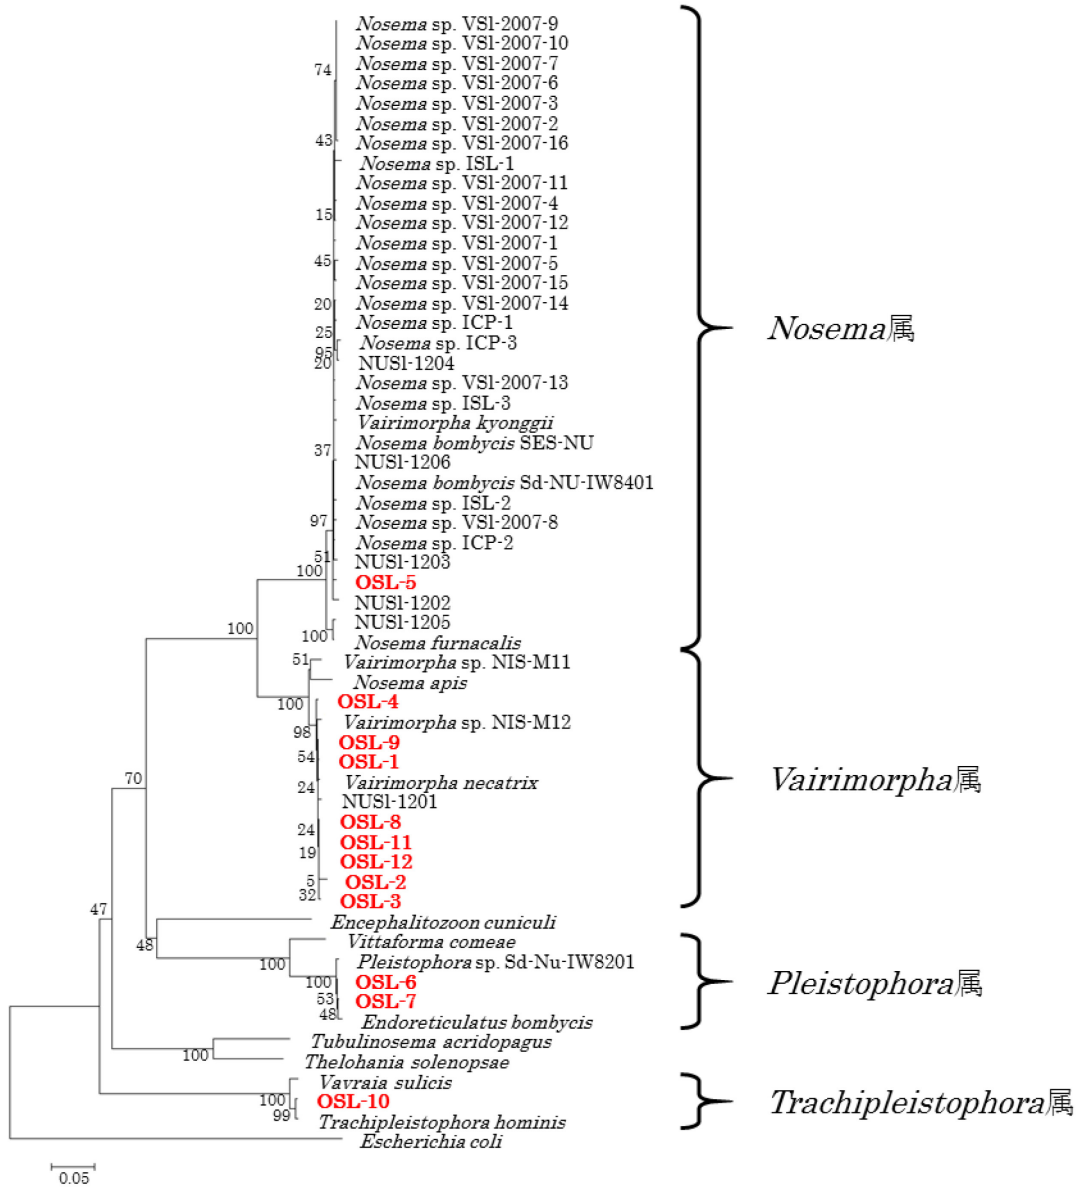 Nosema sp. VSl-2007-9
Nosema sp. VSl-2007-10
Nosema sp. VSl-2007-7
74
Nosema sp. VSl-2007-6
Nosema sp. VSl-2007-3
Nosema sp. VSl-2007-2
43
Nosema sp. VSl-2007-16
Nosema sp. ISL-1
Nosema sp. VSl-2007-11
Nosema sp. VSl-2007-4
15
Nosema sp. VSl-2007-12
Nosema sp. VSl-2007-1
45
Nosema sp. VSl-2007-5
Nosema sp. VSl-2007-15
20
Nosema sp. VSl-2007-14
Nosema sp. ICP-1
25
Nosema属
Nosema sp. ICP-3
95
20
NUSl-1204
Nosema sp. VSl-2007-13
Nosema sp. ISL-3
Vairimorpha kyonggii
Nosema bombycis SES-NU
37
NUSl-1206
Nosema bombycis Sd-NU-IW8401
Nosema sp. ISL-2
97
Nosema sp. VSl-2007-8
Nosema sp. ICP-2
51
NUSl-1203
100
OSL-5
NUSl-1202
NUSl-1205
100
100
Nosema furnacalis
51
Vairimorpha sp. NIS-M11
Nosema apis
100
OSL-4
Vairimorpha sp. NIS-M12
98
OSL-9
54
OSL-1
70
Vairimorpha necatrix
Vairimorpha属
24
NUSl-1201
24
OSL-8
OSL-11
19
OSL-12
5
OSL-2
32
OSL-3
47
Encephalitozoon cuniculi
48
Vittaforma comeae
100
Pleistophora sp. Sd-Nu-IW8201
100
OSL-6
Pleistophora属
53
OSL-7
48
Endoreticulatus bombycis
Tubulinosema acridopagus
100
Thelohania solenopsae
Vavraia sulicis
100
OSL-10
Trachipleistophora属
99
Trachipleistophora hominis
Escherichia coli
0.05